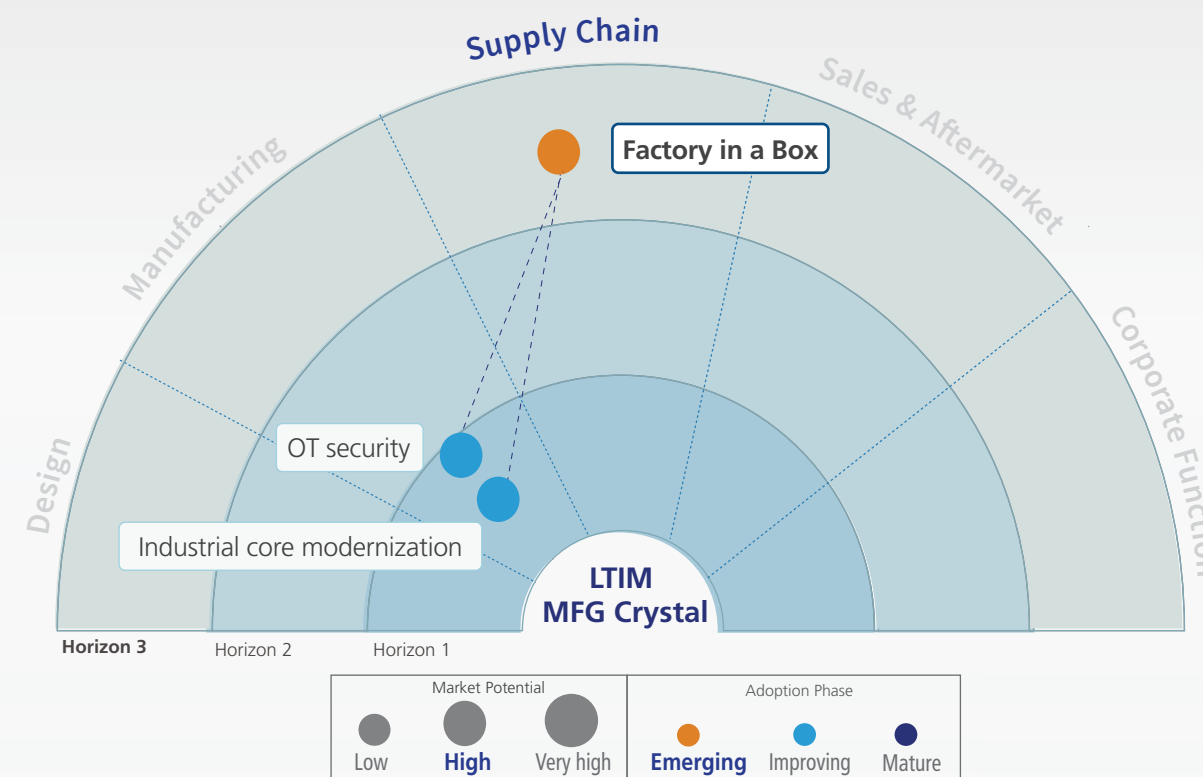 Supply Chain
Sales & Aftermarket
Manufacturing
Factory in a Box
Design
Corporate Function
OT security
Industrial core modernization
LTIM
MFG Crystal
Horizon 3
Horizon 2
Horizon 1
Market Potential
Low
High
Very high
Adoption Phase
Emerging
Improving
Mature